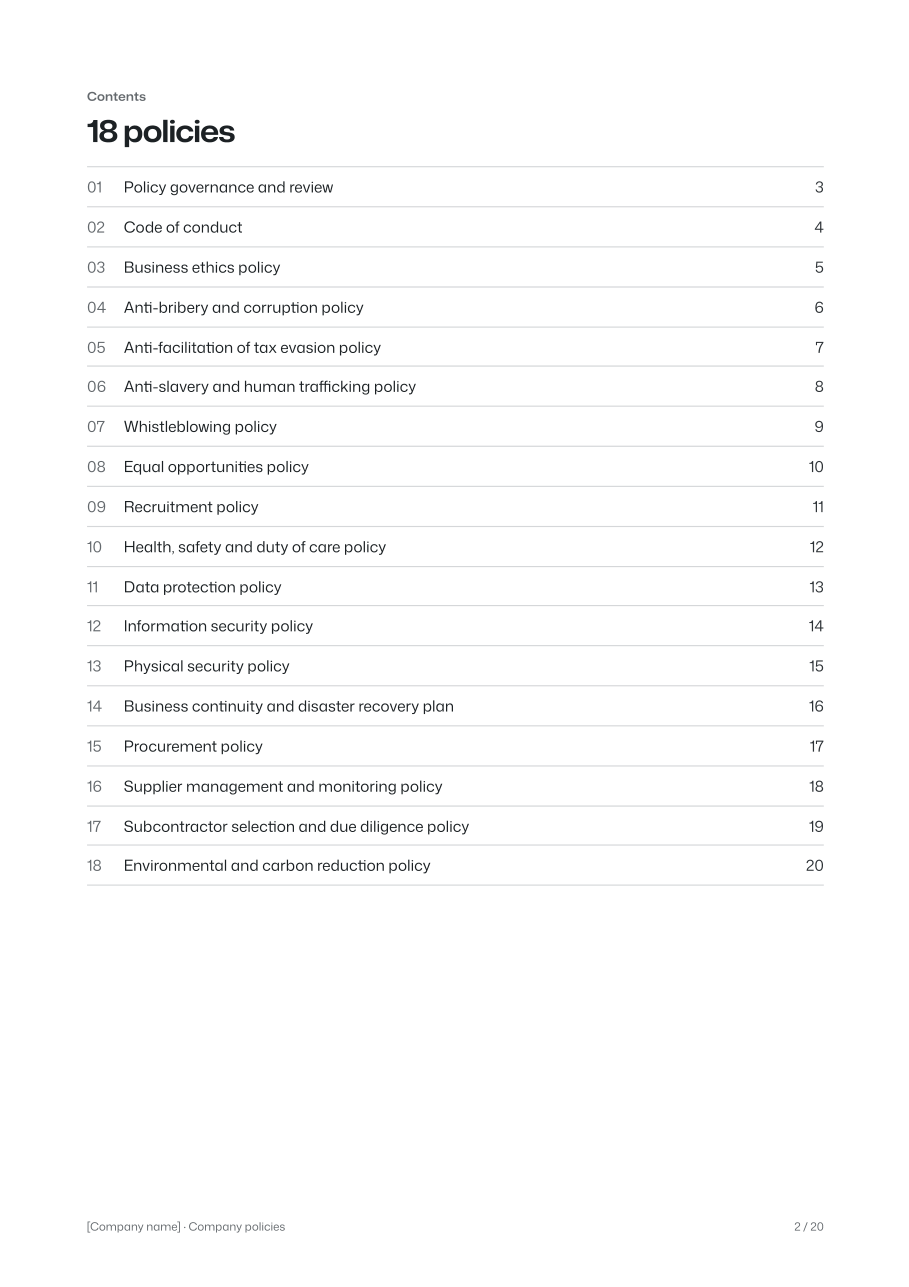 Contents
18 policies
01 Policy governance and review 3
02 Code of conduct 4
03 Business ethics policy 5
04 Anti-bribery and corruption policy 6
05 Anti-facilitation of tax evasion policy 7
06 Anti-slavery and human trafficking policy 8
07 Whistleblowing policy 9
08 Equal opportunities policy 10
09 Recruitment policy 11
10 Health, safety and duty of care policy 12
11 Data protection policy 13
12 Information security policy 14
13 Physical security policy 15
14 Business continuity and disaster recovery plan 16
15 Procurement policy 17
16 Supplier management and monitoring policy 18
17 Subcontractor selection and due diligence policy 19
18 Environmental and carbon reduction policy 20
[Company name] · Company policies 2 / 20